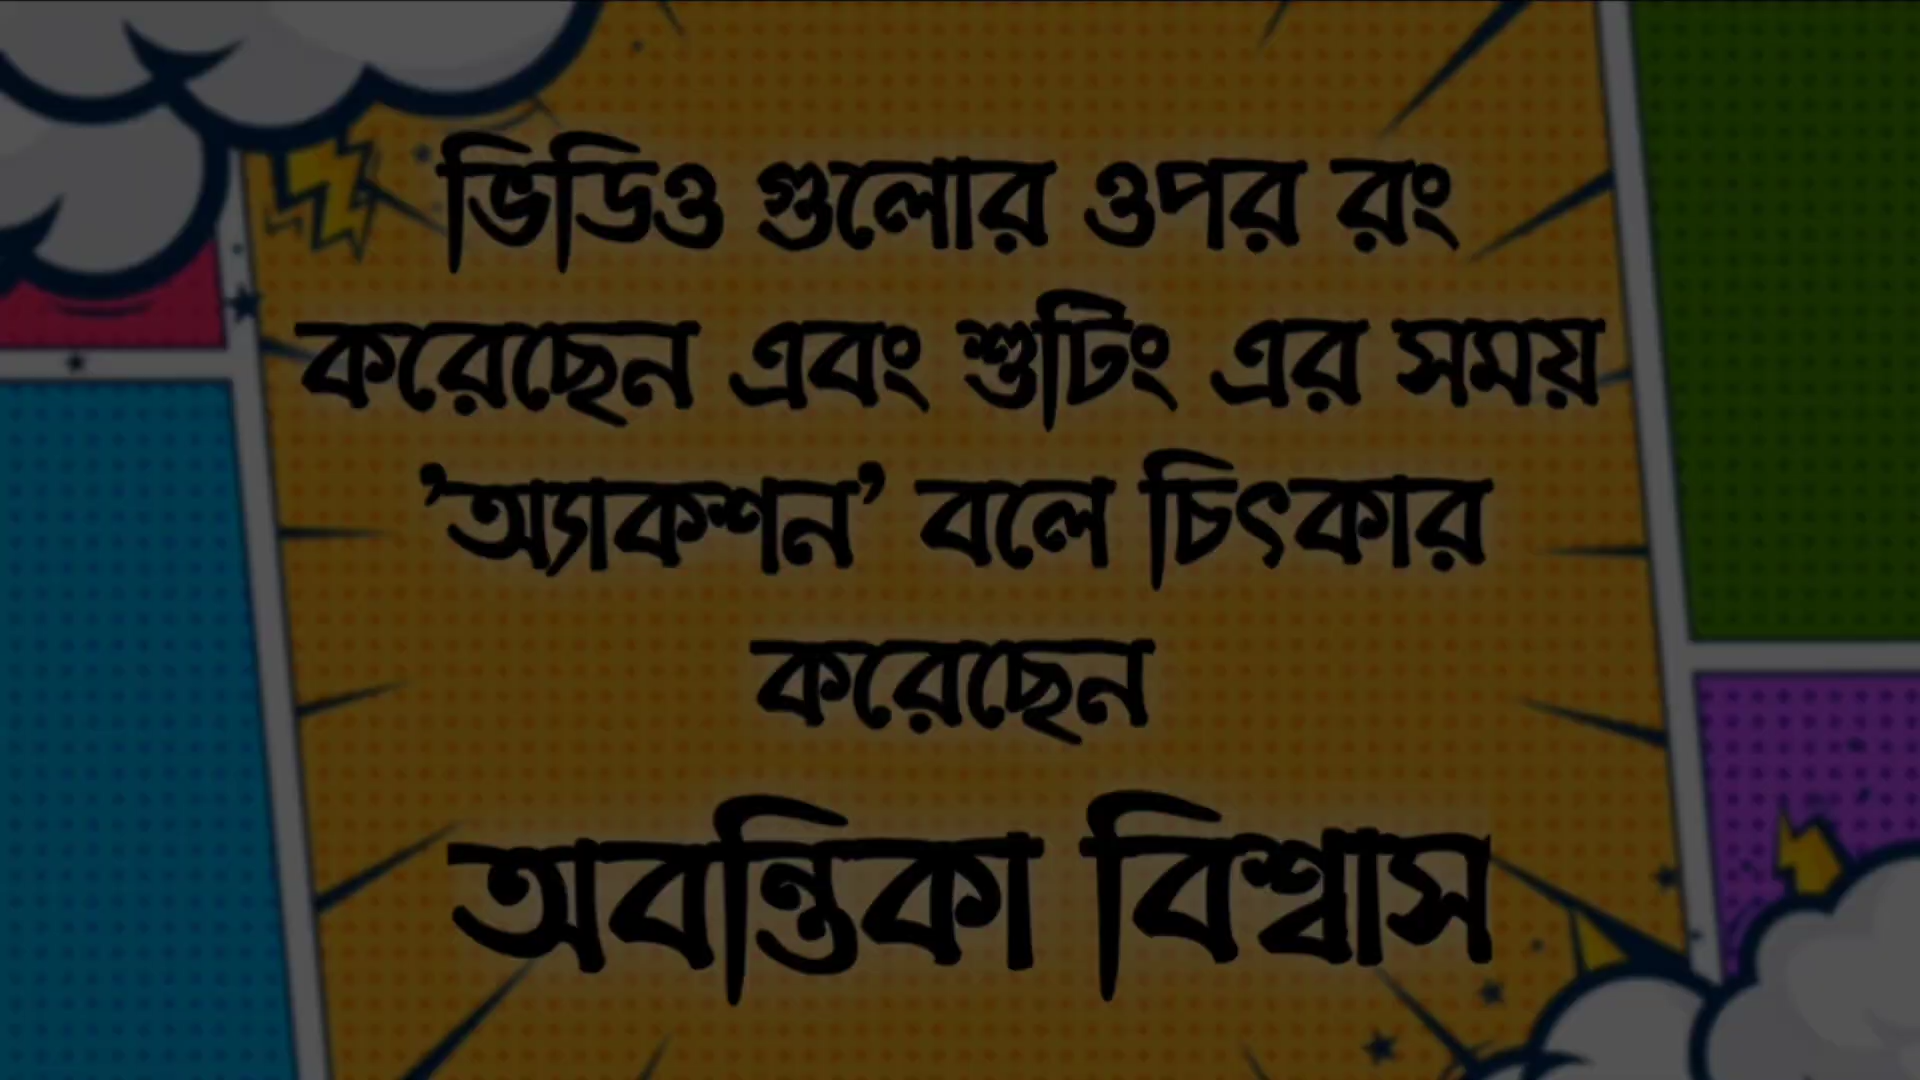 ভিডিও গুলোর ওপর রং
করেছেন এবং শুটিং এর সময়
’অ্যাকশন’ বলে চিৎকার
করেছেন
অবন্তিকা বিশ্বাস